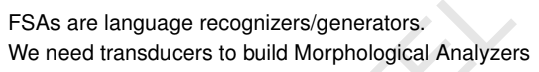 FSAs are language recognizers/generators.
We need transducers to build Morphological Analyzers